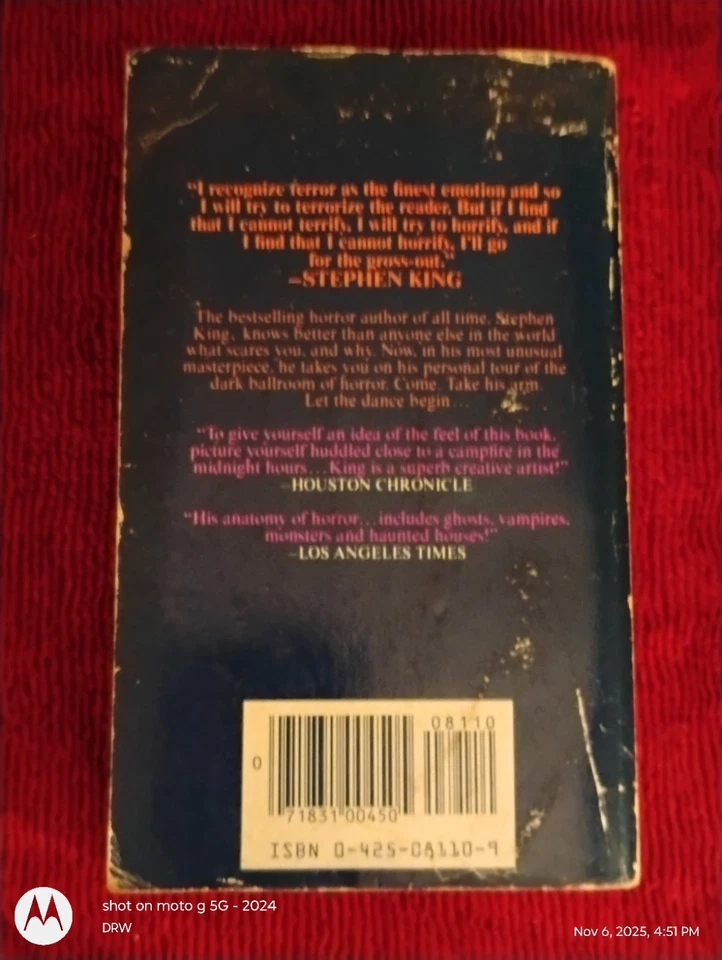 "I recognize terror as the finest emotion and so
I will try to terrorize the reader. But if I find
that I cannot terrify, I will try to horrify, and if
I find that I cannot horrify, I'll go
for the gross-out."
–STEPHEN KING
The bestselling horror author of all time, Stephen
King, knows better than anyone else in the world
what scares you, and why. Now, in his most unusual
masterpiece, he takes you on his personal tour of the
dark ballroom of horror. Come. Take his arm.
Let the dance begin...
"To give yourself an idea of the feel of this book,
picture yourself huddled close to a campfire in the
midnight hours...King is a superb creative artist!"
–HOUSTON CHRONICLE
"His anatomy of horror...includes ghosts, vampires,
monsters and haunted houses!"
–LOS ANGELES TIMES
08110
0
71831 00450
ISBN 0-425-08110-9
shot on moto g 5G - 2024
DRW
Nov 6, 2025, 4:51 PM